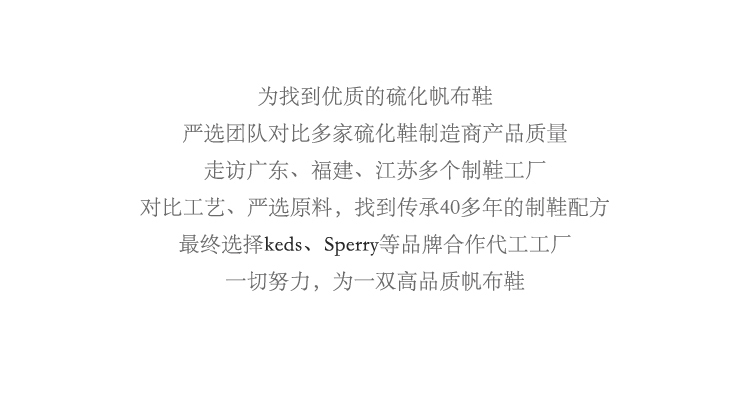 为找到优质的硫化帆布鞋
严选团队对比多家硫化鞋制造商产品质量
走访广东、福建、江苏多个制鞋工厂
对比工艺、严选原料，找到传承40多年的制鞋配方
最终选择keds、Sperry等品牌合作代工工厂
一切努力，为一双高品质帆布鞋